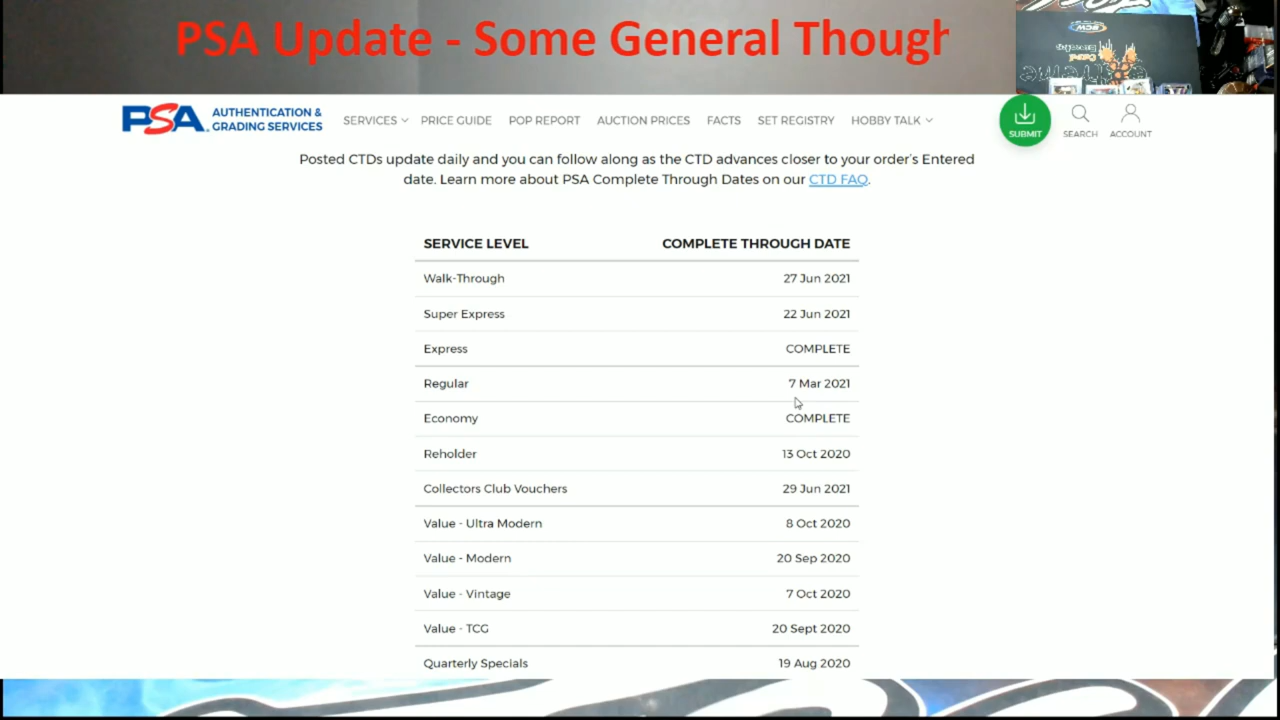 PSA Update - Some General Though
PSA AUTHENTICATION &
GRADING SERVICES
SERVICES PRICE GUIDE POP REPORT AUCTION PRICES FACTS SET REGISTRY HOBBY TALK
SUBMIT SEARCH ACCOUNT
Posted CTDs update daily and you can follow along as the CTD advances closer to your order's Entered
date. Learn more about PSA Complete Through Dates on our CTD FAQ.
SERVICE LEVEL COMPLETE THROUGH DATE
Walk-Through 27 Jun 2021
Super Express 22 Jun 2021
Express COMPLETE
Regular 7 Mar 2021
Economy COMPLETE
Reholder 13 Oct 2020
Collectors Club Vouchers 29 Jun 2021
Value - Ultra Modern 8 Oct 2020
Value - Modern 20 Sep 2020
Value - Vintage 7 Oct 2020
Value - TCG 20 Sept 2020
Quarterly Specials 19 Aug 2020